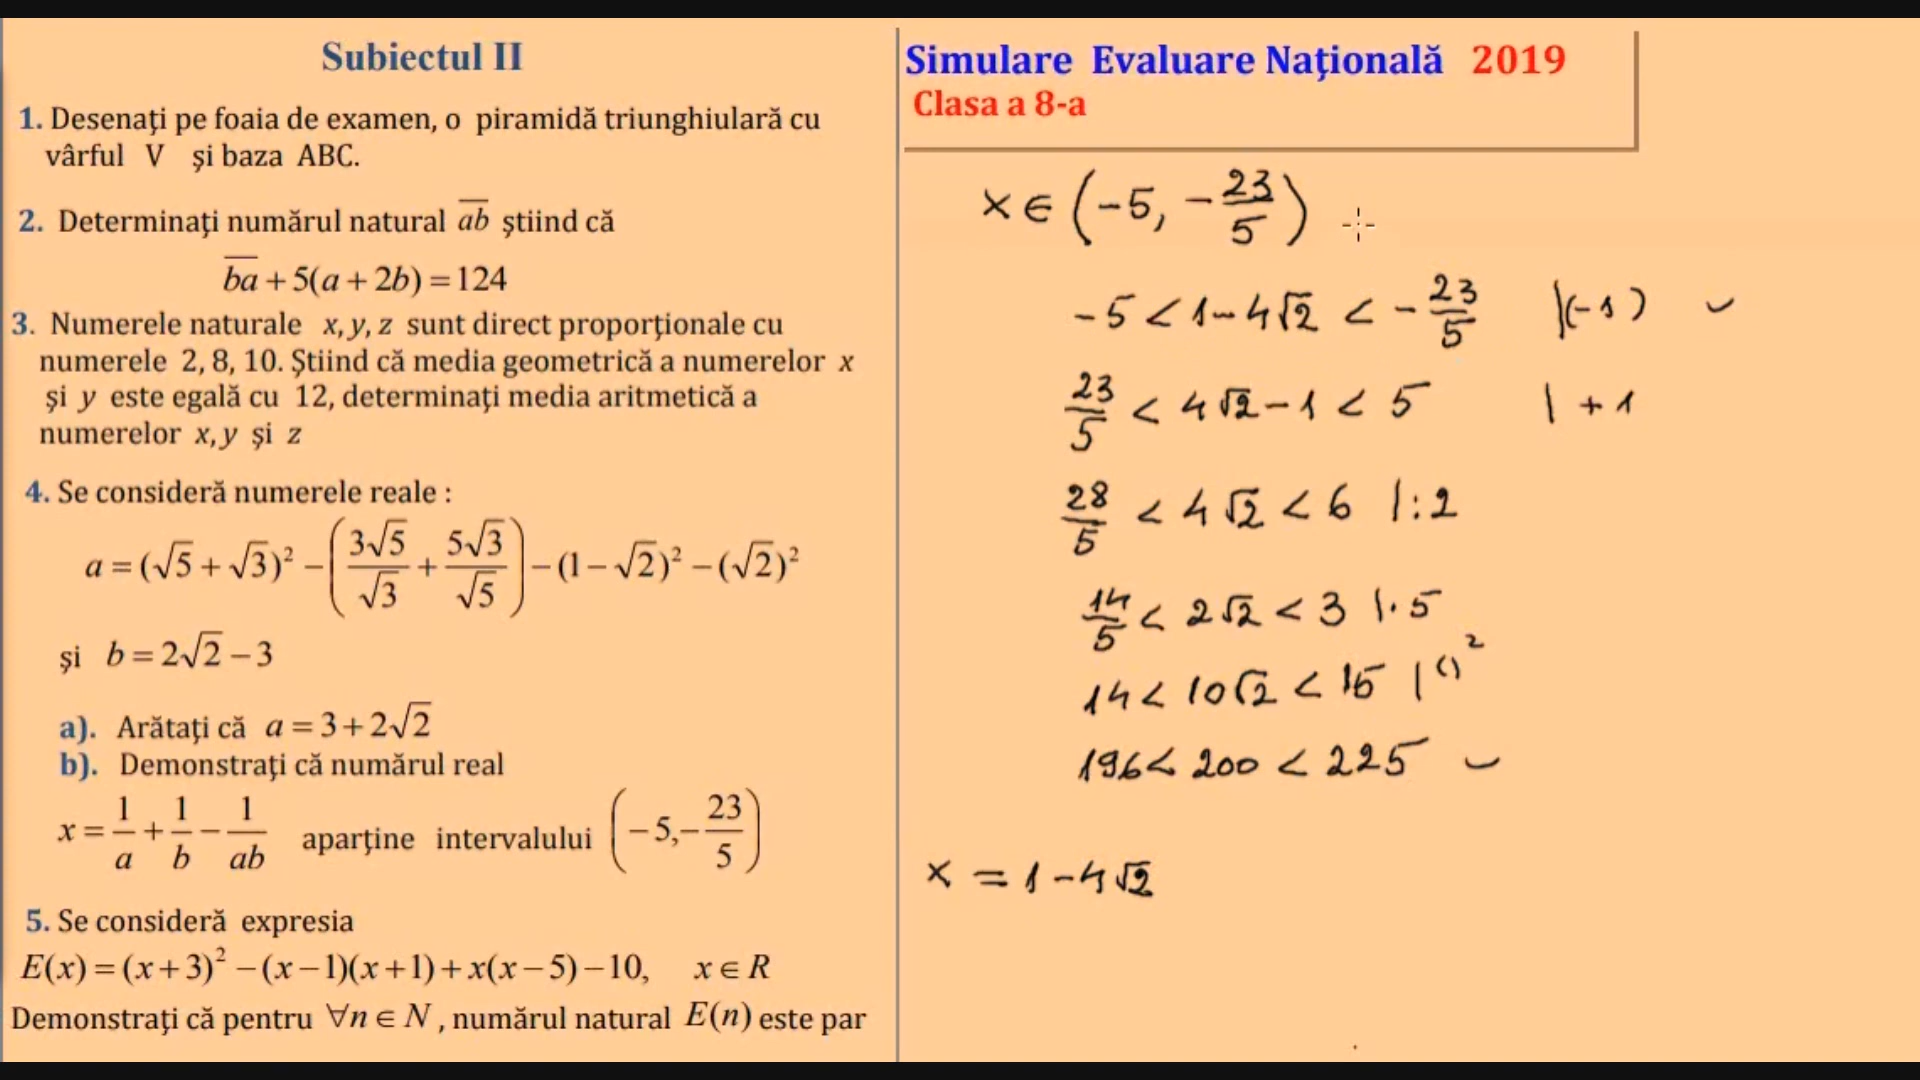 Subiectul II
1. Desenați pe foaia de examen, o piramidă triunghiulară cu
vârful V și baza ABC.
2. Determinați numărul natural \overline{ab} știind că
\overline{ba} + 5(a + 2b) = 124
3. Numerele naturale x, y, z sunt direct proporționale cu
numerele 2, 8, 10. Știind că media geometrică a numerelor x
și y este egală cu 12, determinați media aritmetică a
numerelor x, y și z
4. Se consideră numerele reale :
a = (√5 + √3)² − (3√5/√3 + 5√3/√5) − (1 − √2)² − (√2)²
și b = 2√2 − 3
a). Arătați că a = 3 + 2√2
b). Demonstrați că numărul real
x = 1/a + 1/b − 1/ab aparține intervalului (−5, −23/5)
5. Se consideră expresia
E(x) = (x + 3)² − (x − 1)(x + 1) + x(x − 5) − 10, x ∈ R
Demonstrați că pentru ∀n ∈ N, numărul natural E(n) este par
Simulare Evaluare Națională 2019
Clasa a 8-a
x ∈ (−5, −23/5)
−5 < 1 − 4√2 < −23/5 |(−1)
23/5 < 4√2 − 1 < 5 | + 1
28/5 < 4√2 < 6 | : 2
14/5 < 2√2 < 3 | · 5
14 < 10√2 < 15 | ()²
196 < 200 < 225
x = 1 − 4√2